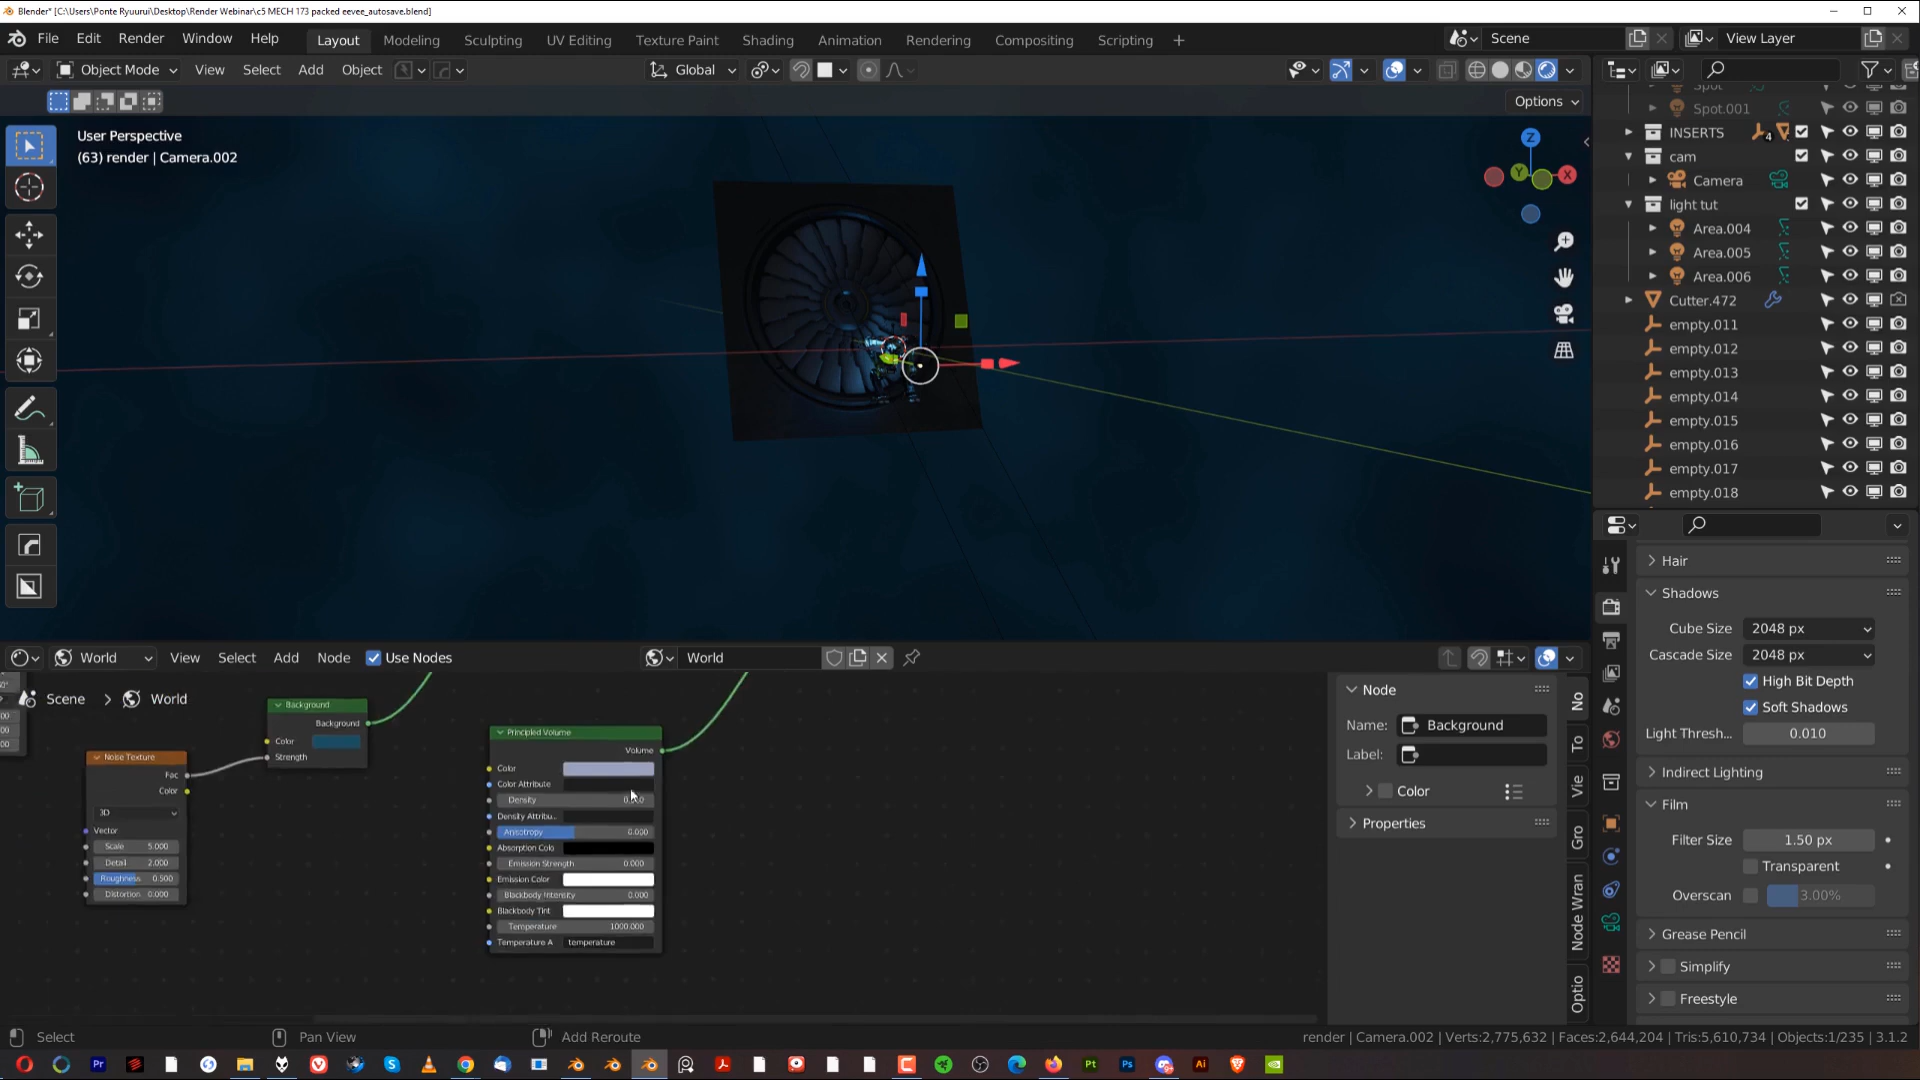 Blender* [C:\Users\Ponte Ryuurui\Desktop\Render Webinar\c5 MECH 173 packed eevee_autosave.blend]
File Edit Render Window Help Layout Modeling Sculpting UV Editing Texture Paint Shading Animation Rendering Compositing Scripting + Scene View Layer
Object Mode View Select Add Object Global
Options
User Perspective
(63) render | Camera.002
Z
Y
X
Spot
Spot.001
INSERTS 4
cam
Camera
light tut
Area.004
Area.005
Area.006
Cutter.472
empty.011
empty.012
empty.013
empty.014
empty.015
empty.016
empty.017
empty.018
Hair
Shadows
Cube Size 2048 px
Cascade Size 2048 px
High Bit Depth
Soft Shadows
Light Thresh... 0.010
Indirect Lighting
Film
Filter Size 1.50 px
Transparent
Overscan 3.00%
Grease Pencil
Simplify
Freestyle
World View Select Add Node Use Nodes World
Scene > World
Noise Texture
Fac
Color
3D
Vector
Scale 5.000
Detail 2.000
Roughness 0.500
Distortion 0.000
Background
Background
Color
Strength
Principled Volume
Volume
Color
Color Attribute
Density
Density Attribu...
Anisotropy 0.000
Absorption Colo
Emission Strength 0.000
Emission Color
Blackbody Intensity 0.000
Blackbody Tint
Temperature 1000.000
Temperature A temperature
Node
Name: Background
Label:
Color
Properties
No
To
Vie
Gro
Node Wran
Optio
Select Pan View Add Reroute
render | Camera.002 | Verts:2,775,632 | Faces:2,644,204 | Tris:5,610,734 | Objects:1/235 | 3.1.2
Pr
S
Pt
Ps
Ai